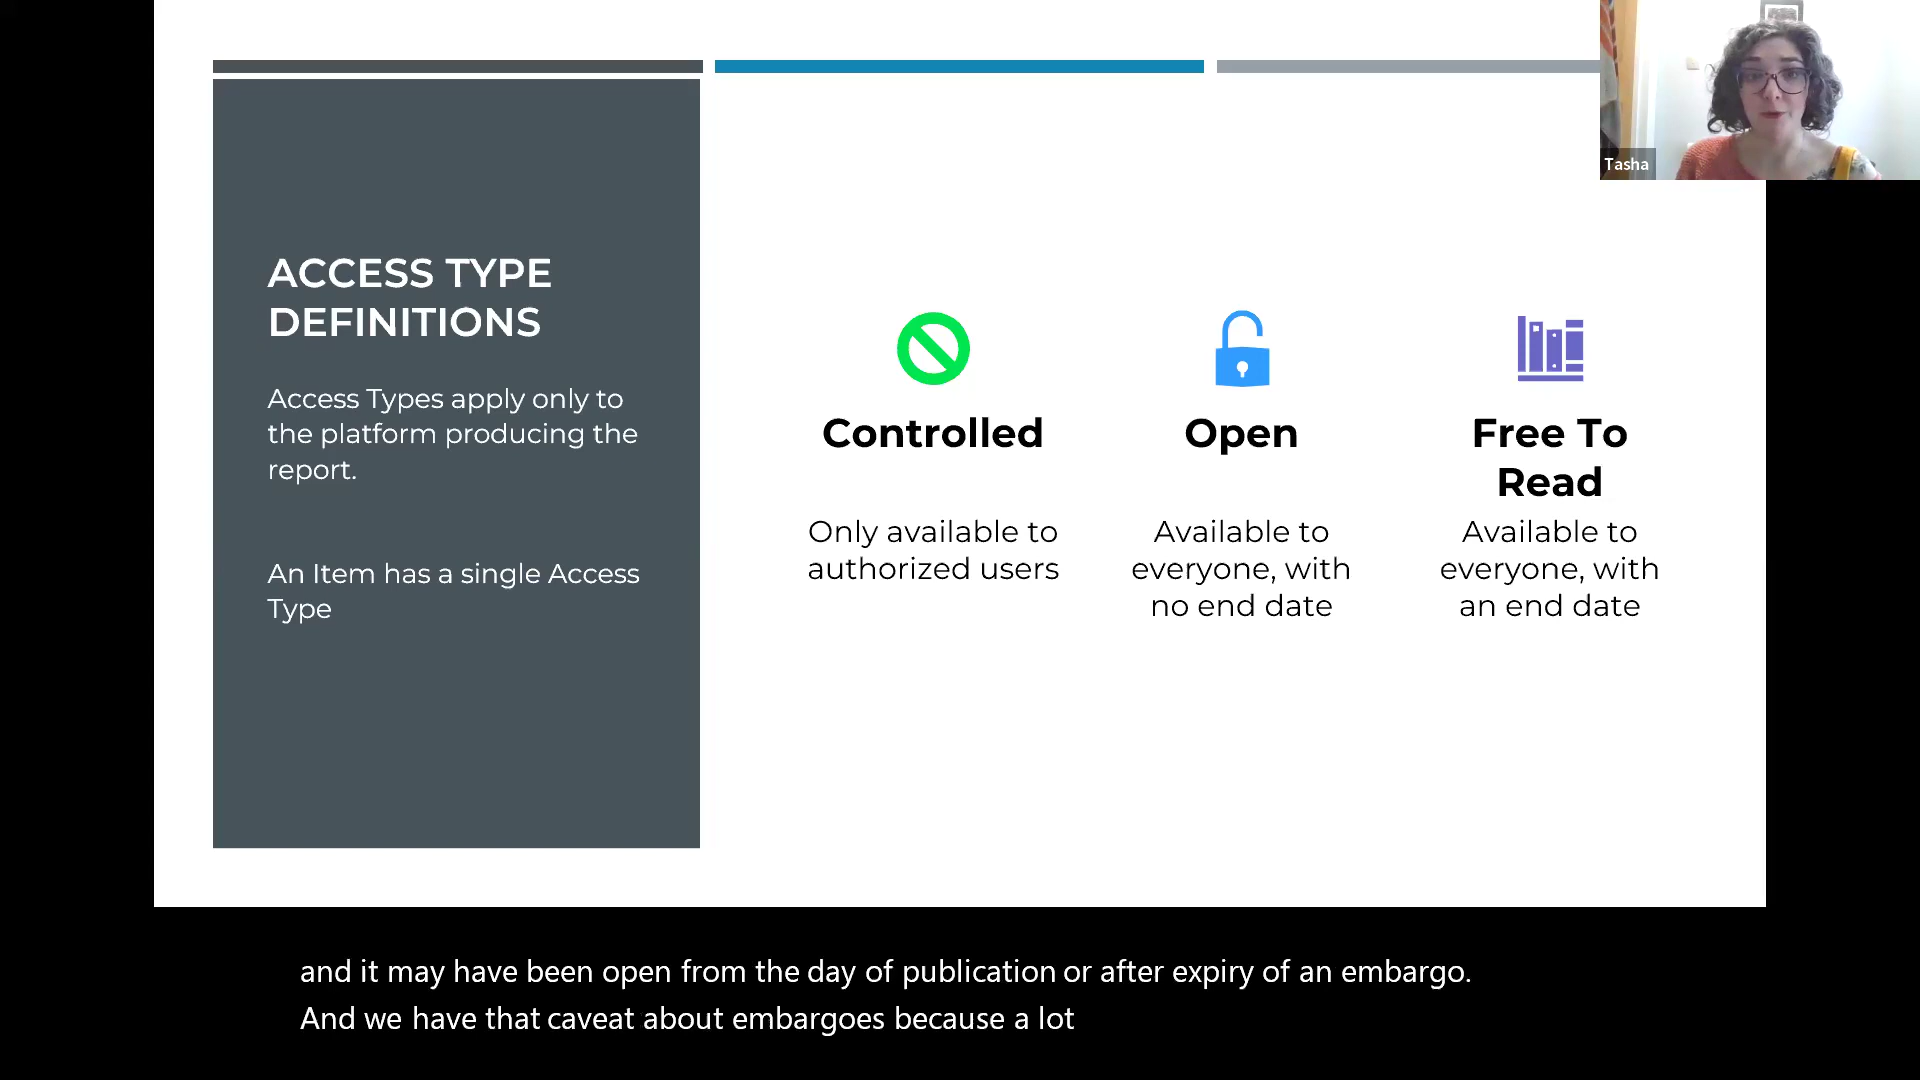 ACCESS TYPE
DEFINITIONS
Access Types apply only to
the platform producing the
report.
An Item has a single Access
Type
Controlled
Only available to
authorized users
Open
Available to
everyone, with
no end date
Free To
Read
Available to
everyone, with
an end date
Tasha
and it may have been open from the day of publication or after expiry of an embargo.
And we have that caveat about embargoes because a lot